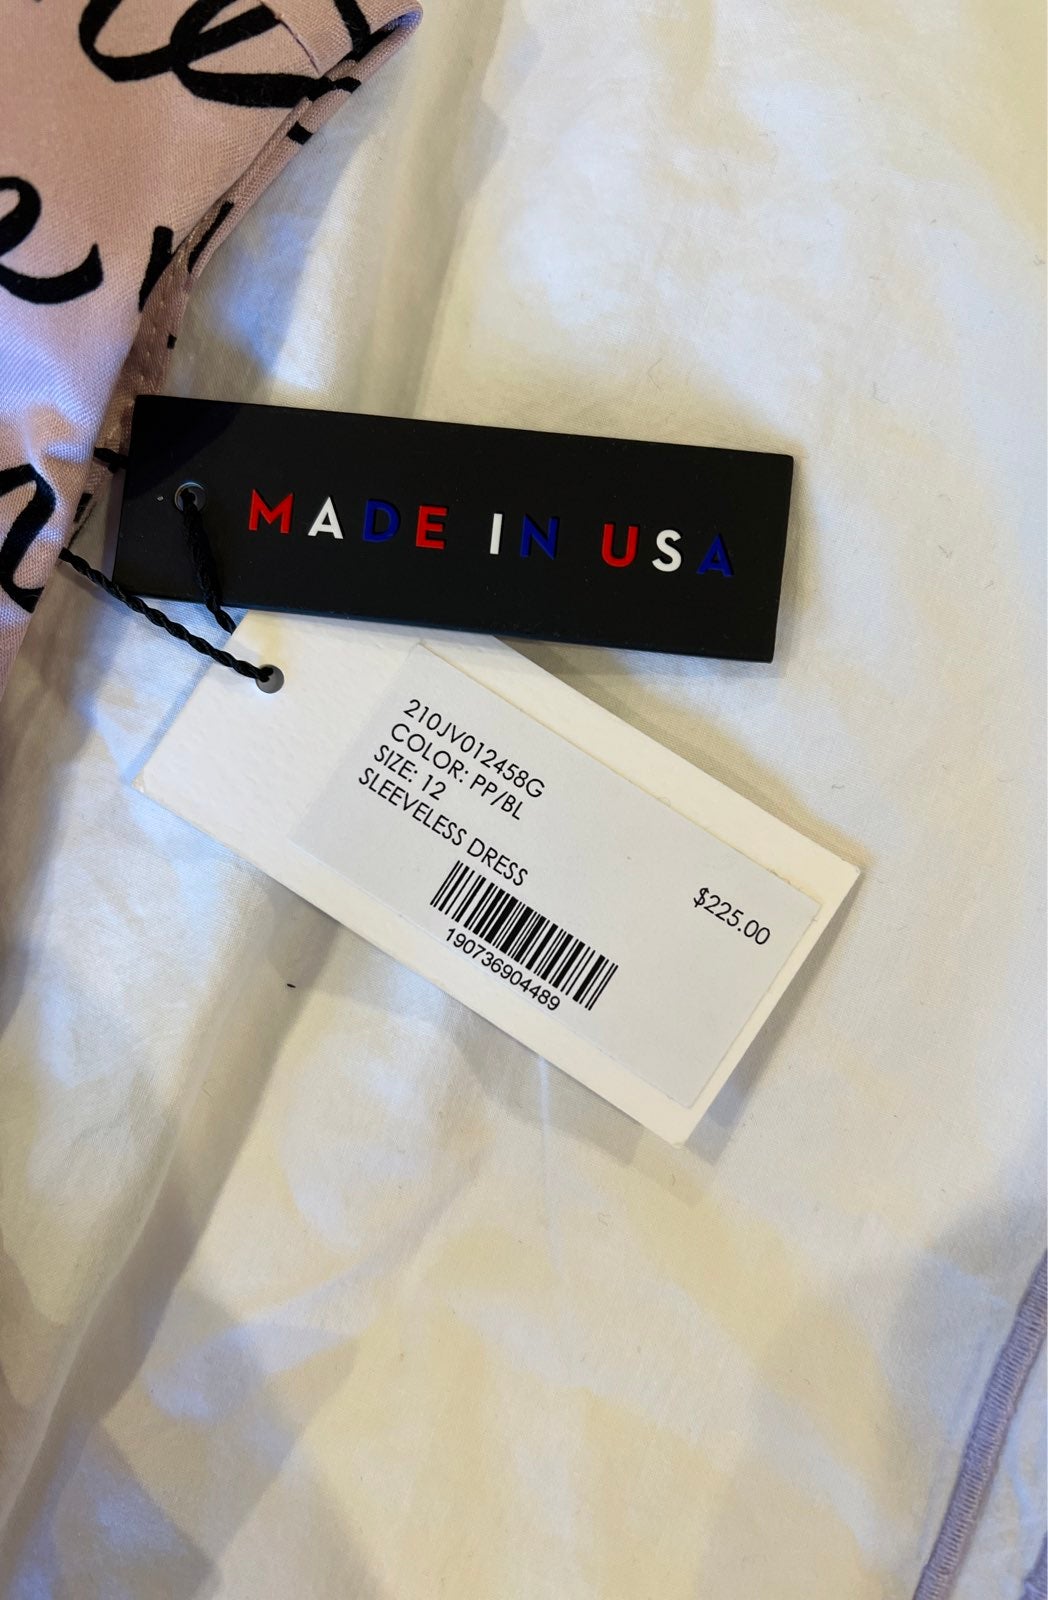 MADE IN USA
210JV012458G
COLOR: PP/BL
SIZE: 12
SLEEVELESS DRESS
$225.00
190736904489